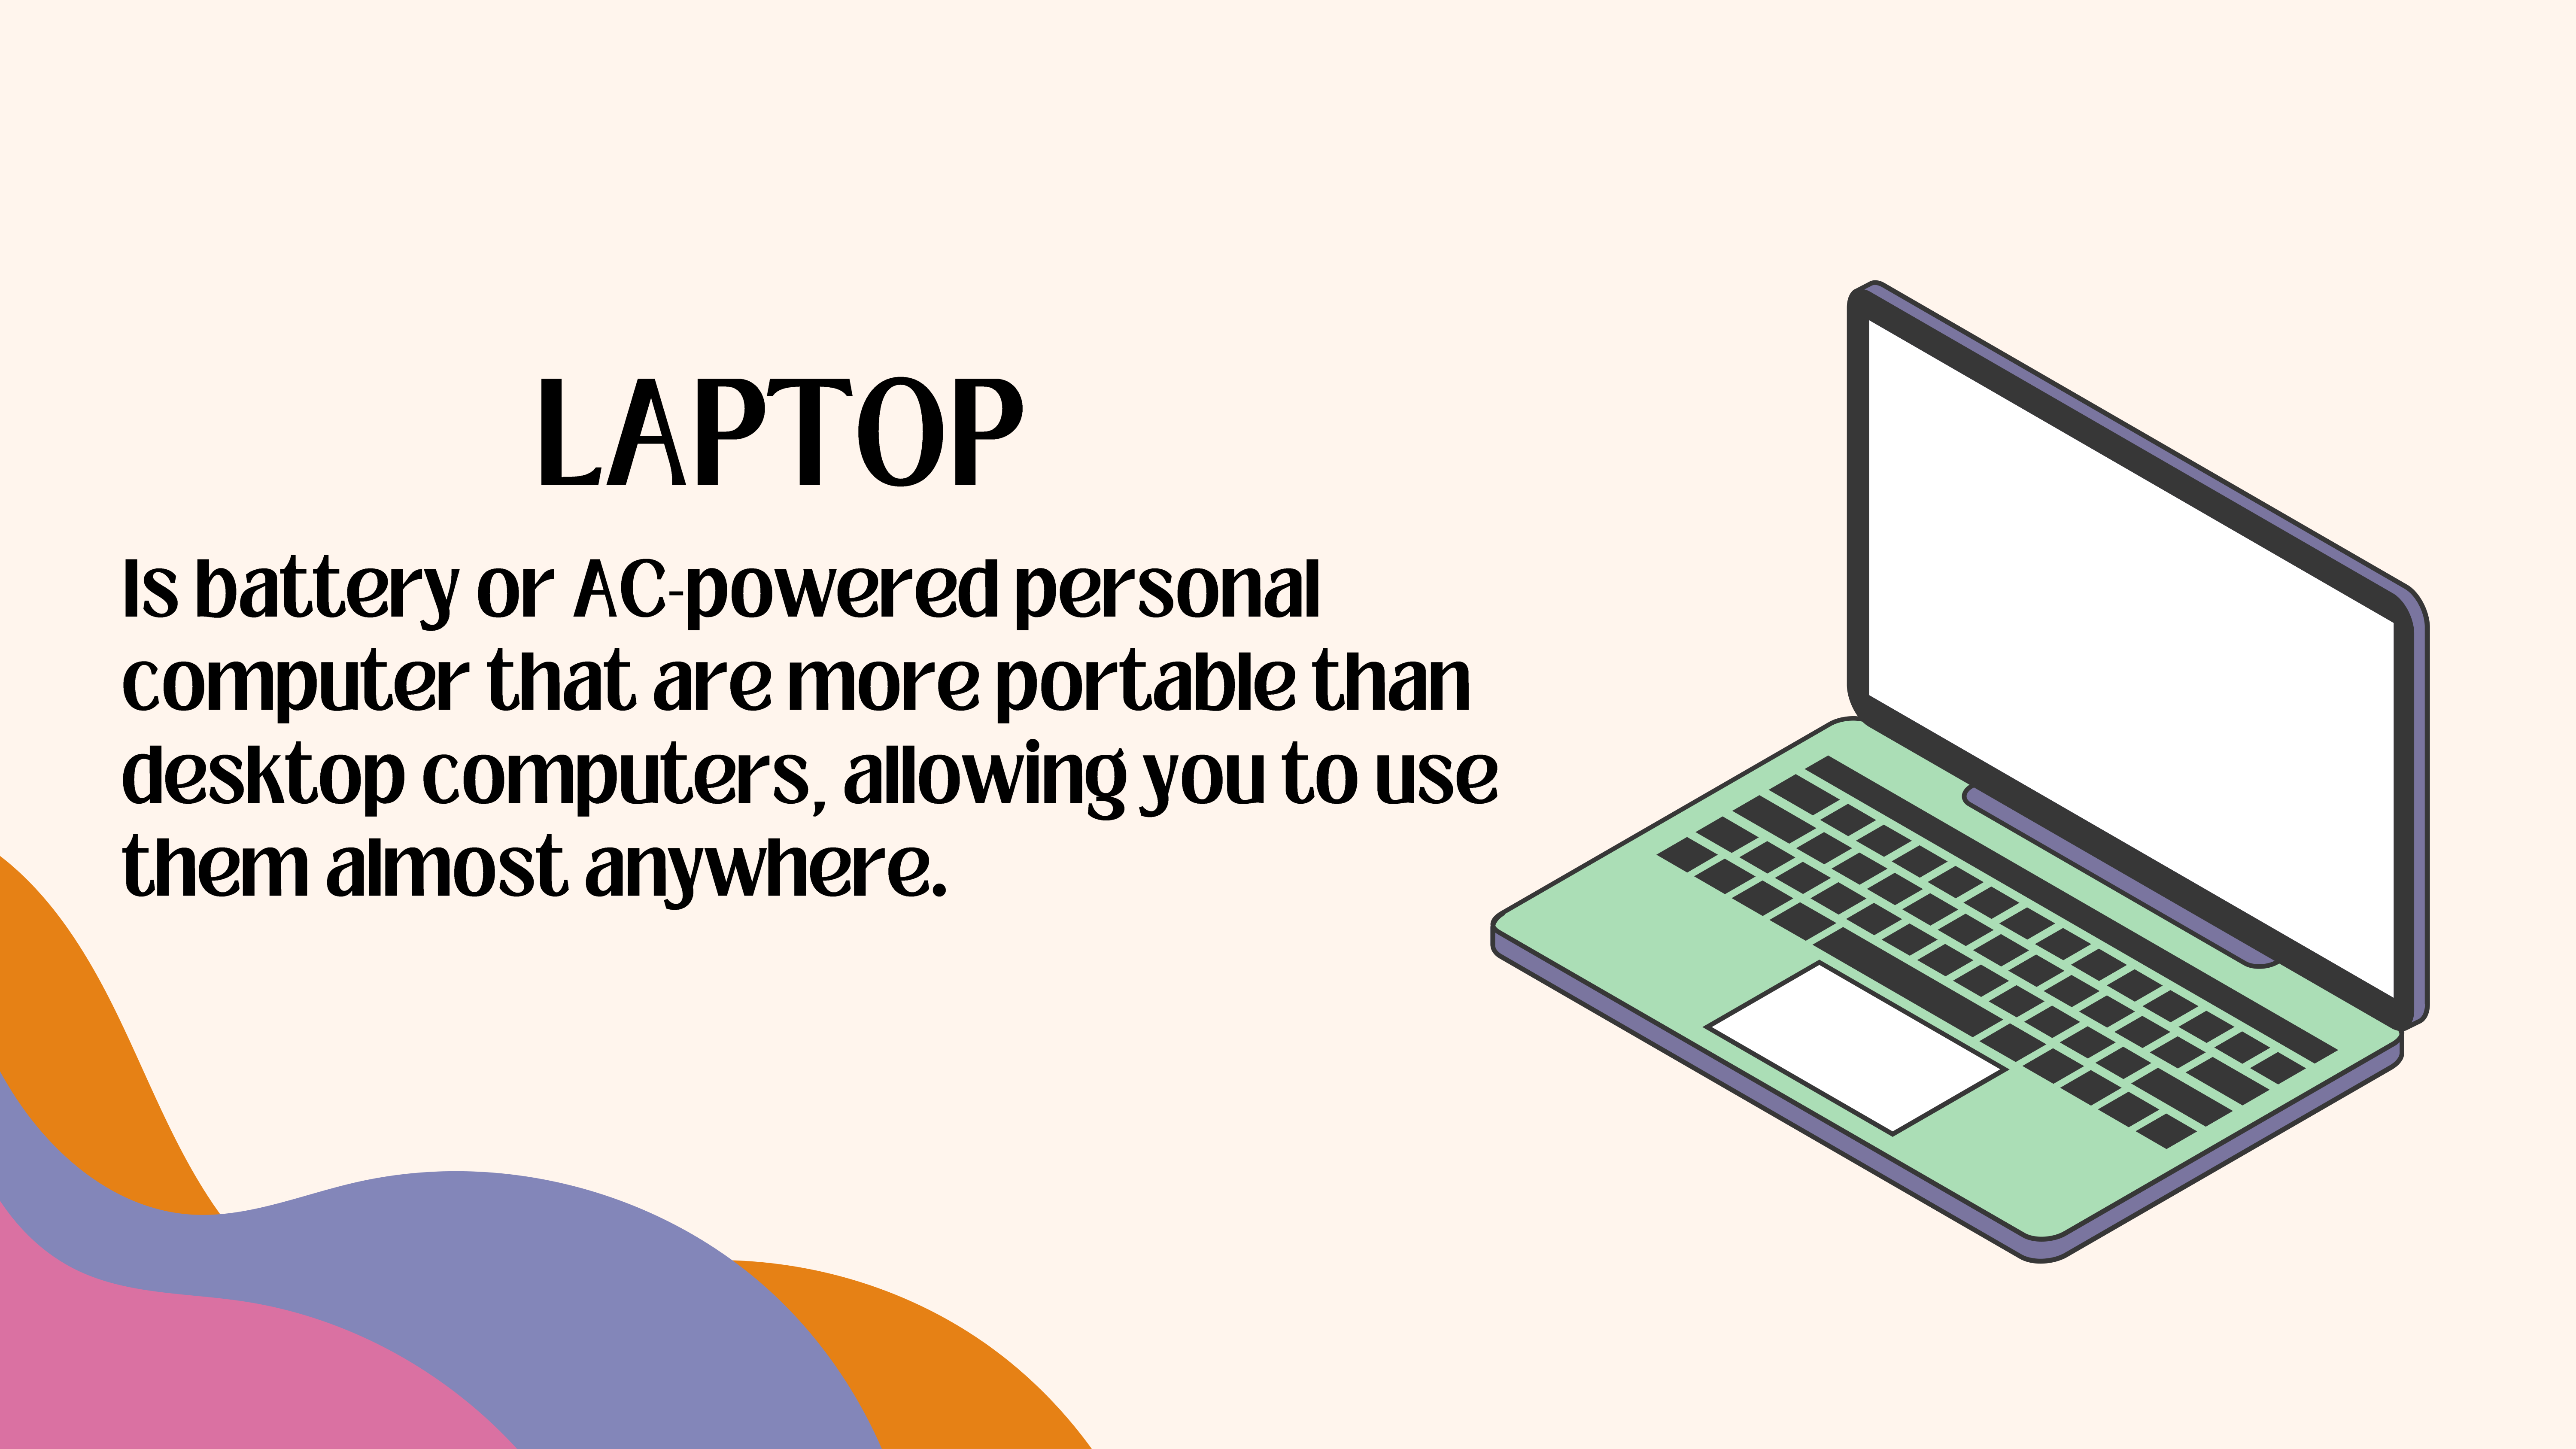 LAPTOP
Is battery or AC-powered personal
computer that are more portable than
desktop computers, allowing you to use
them almost anywhere.